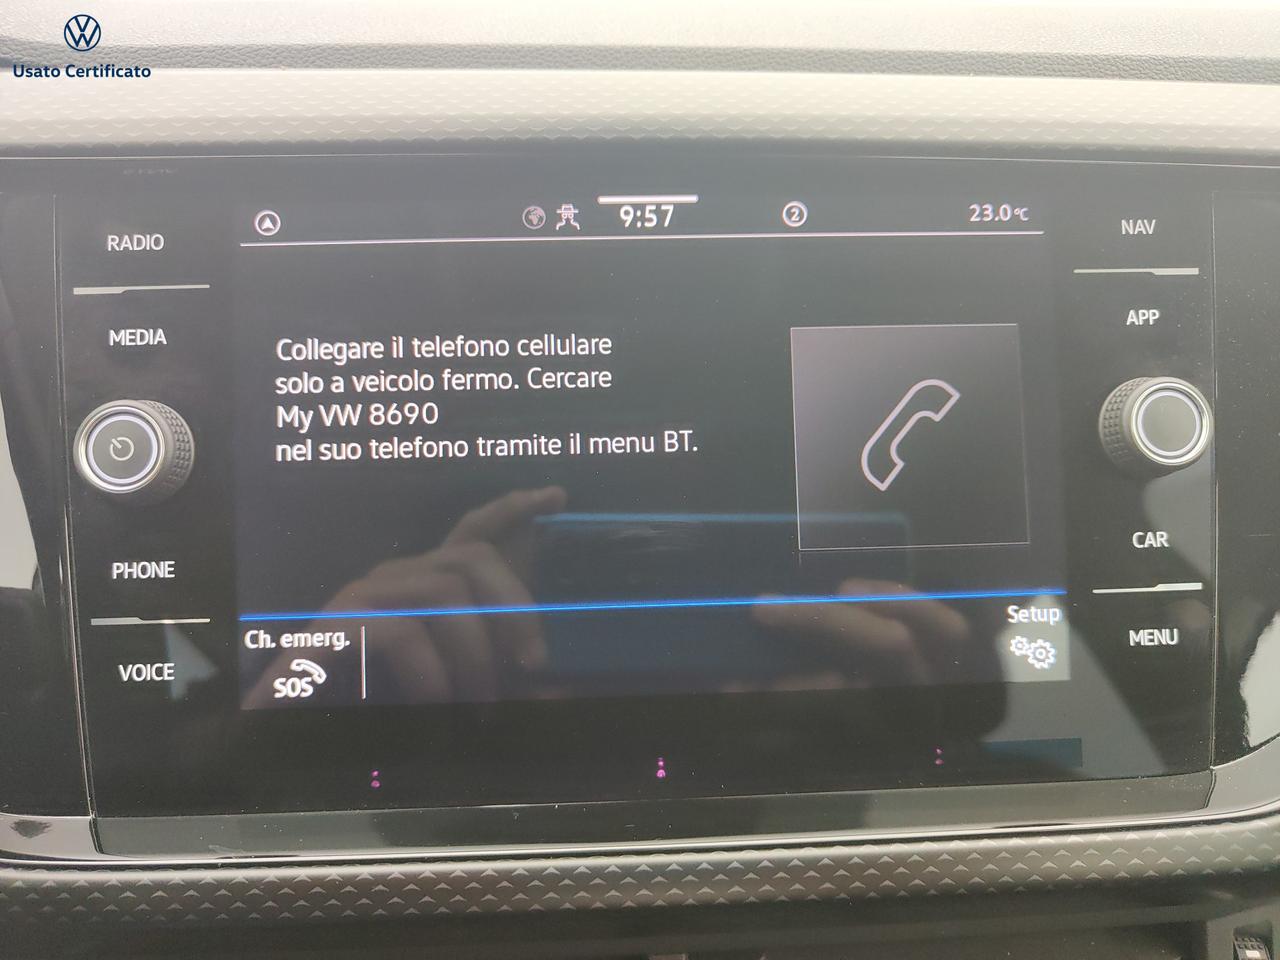 Usato Certificato
RADIO
MEDIA
PHONE
VOICE
9:57
2
23.0°C
Collegare il telefono cellulare
solo a veicolo fermo. Cercare
My VW 8690
nel suo telefono tramite il menu BT.
Ch. emerg.
SOS
Setup
NAV
APP
CAR
MENU